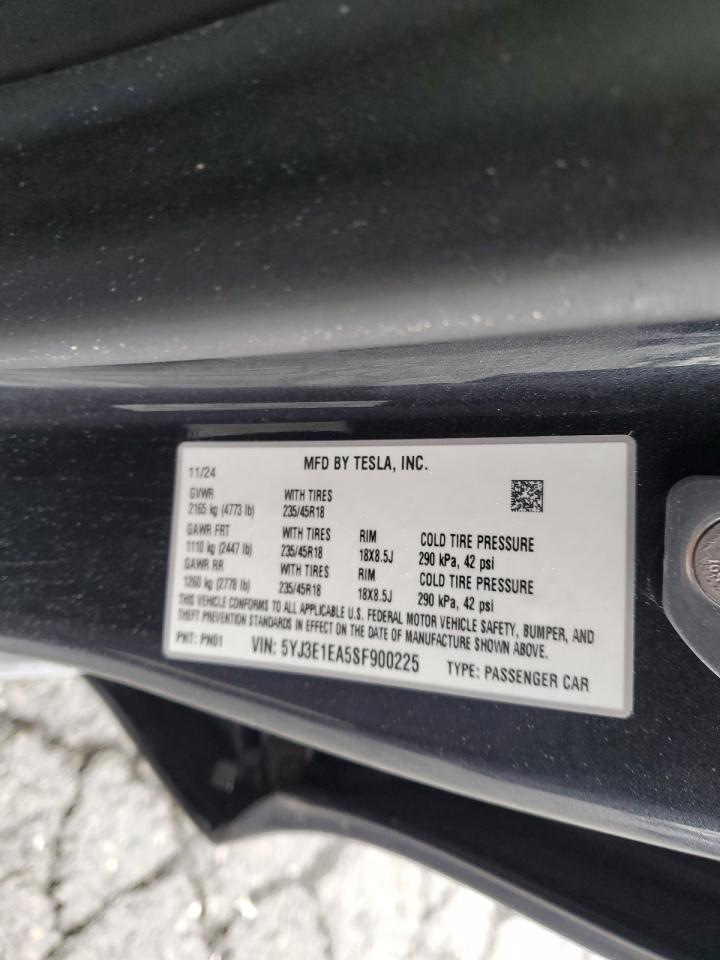 MFD BY TESLA, INC.
11/24
GVWR WITH TIRES
2165 kg (4773 lb) 235/45R18
GAWR FRT WITH TIRES RIM COLD TIRE PRESSURE
1110 kg (2447 lb) 235/45R18 18X8.5J 290 kPa, 42 psi
GAWR RR WITH TIRES RIM COLD TIRE PRESSURE
1260 kg (2778 lb) 235/45R18 18X8.5J 290 kPa, 42 psi
THIS VEHICLE CONFORMS TO ALL APPLICABLE U.S. FEDERAL MOTOR VEHICLE SAFETY, BUMPER, AND
THEFT PREVENTION STANDARDS IN EFFECT ON THE DATE OF MANUFACTURE SHOWN ABOVE.
PNT: PN01 VIN: 5YJ3E1EA5SF900225 TYPE: PASSENGER CAR